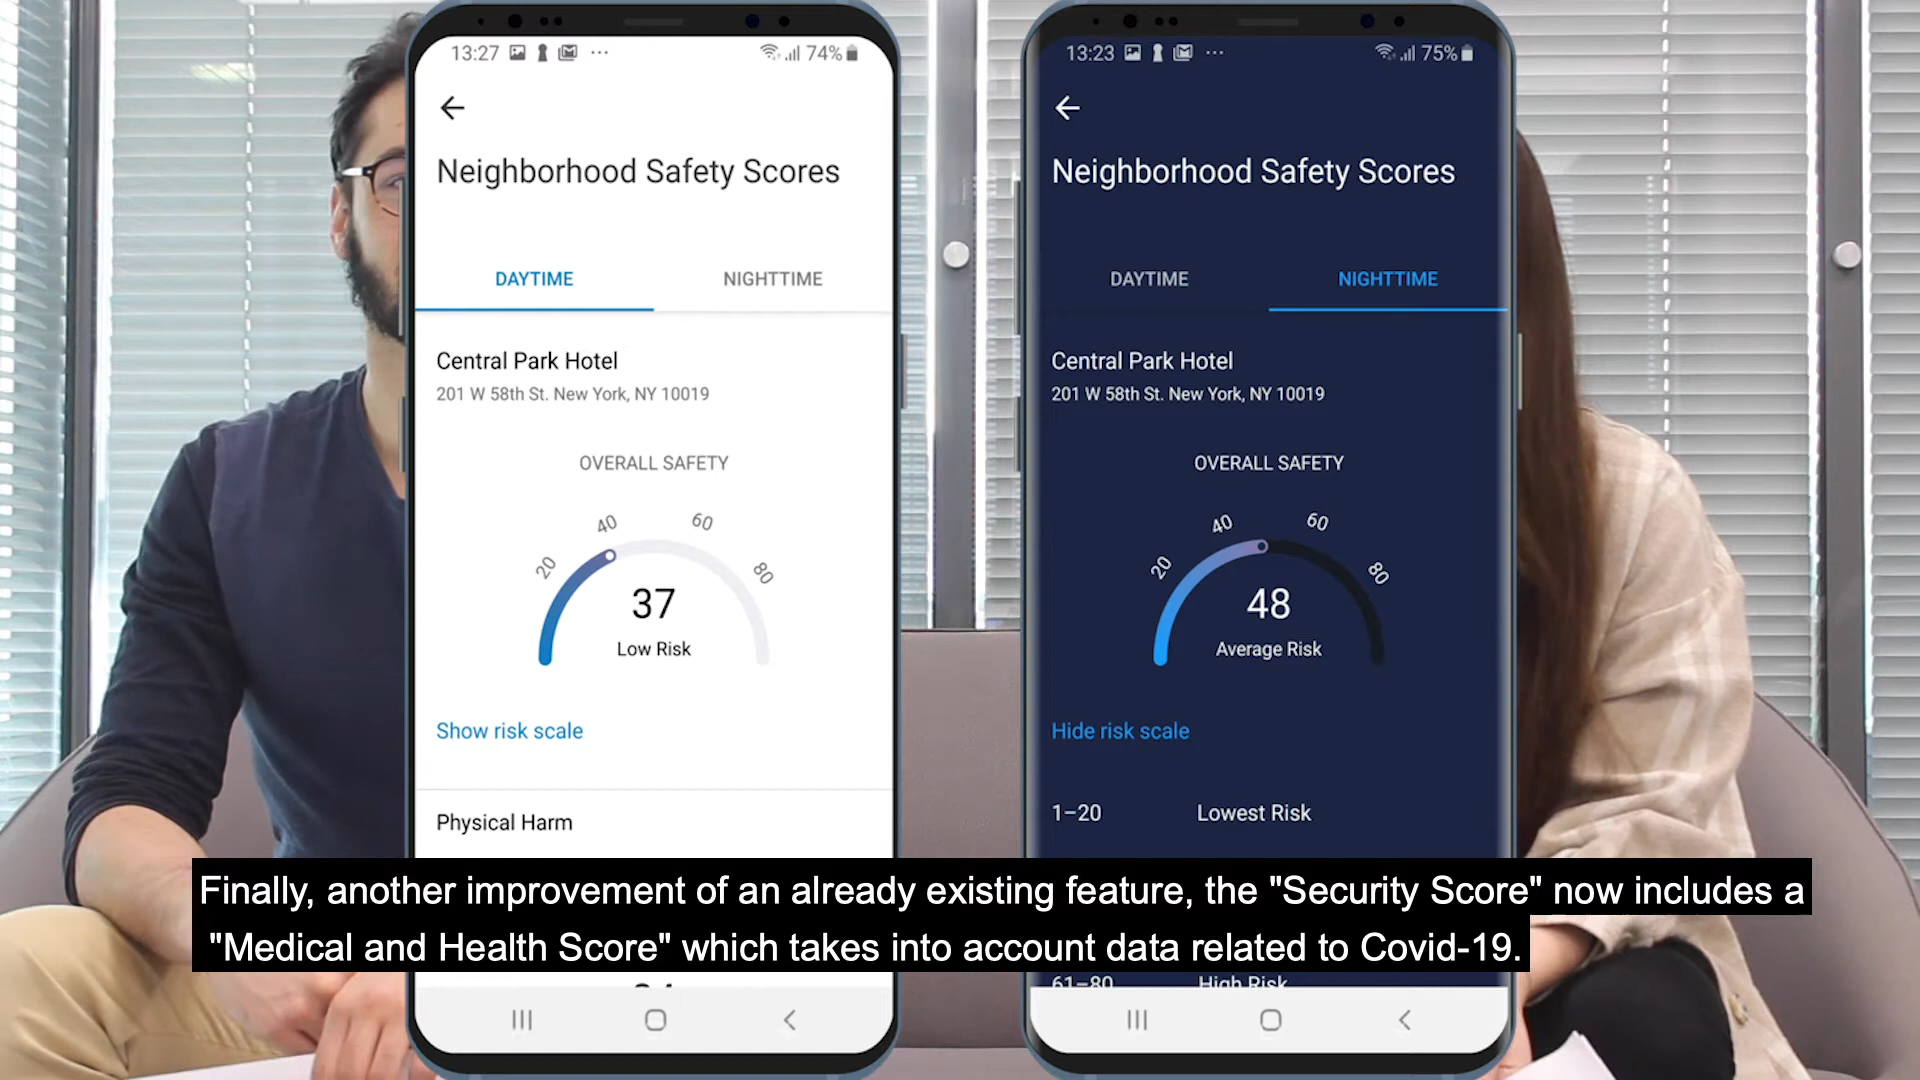 13:27
74%
Neighborhood Safety Scores
DAYTIME NIGHTTIME
Central Park Hotel
201 W 58th St. New York, NY 10019
OVERALL SAFETY
20 40 60 80
37
Low Risk
Show risk scale
Physical Harm
13:23
75%
Neighborhood Safety Scores
DAYTIME NIGHTTIME
Central Park Hotel
201 W 58th St. New York, NY 10019
OVERALL SAFETY
20 40 60 80
48
Average Risk
Hide risk scale
1–20 Lowest Risk
61–80 High Risk
Finally, another improvement of an already existing feature, the "Security Score" now includes a
"Medical and Health Score" which takes into account data related to Covid-19.